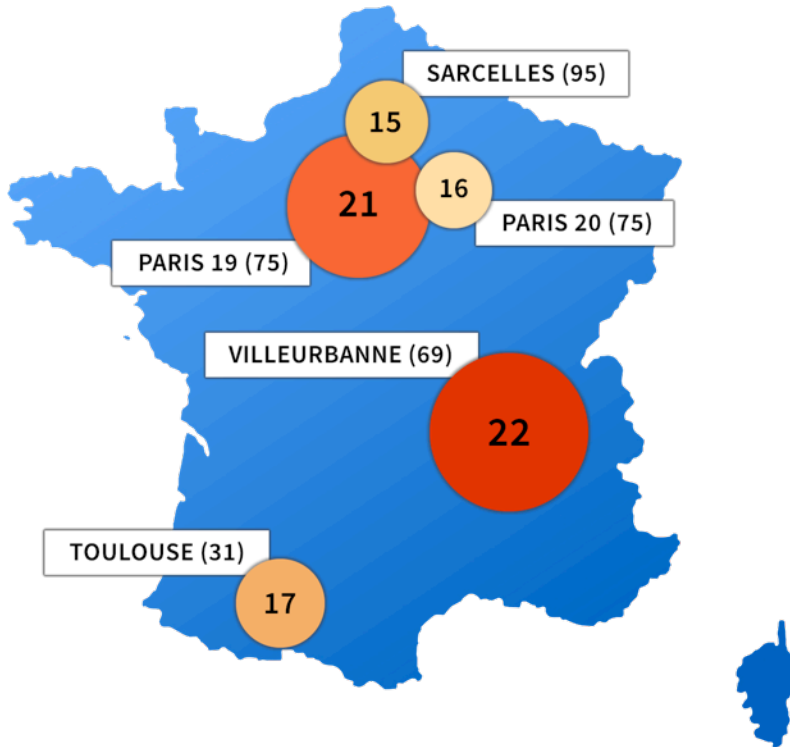 SARCELLES (95)
15
16
21
PARIS 20 (75)
PARIS 19 (75)
VILLEURBANNE (69)
22
TOULOUSE (31)
17